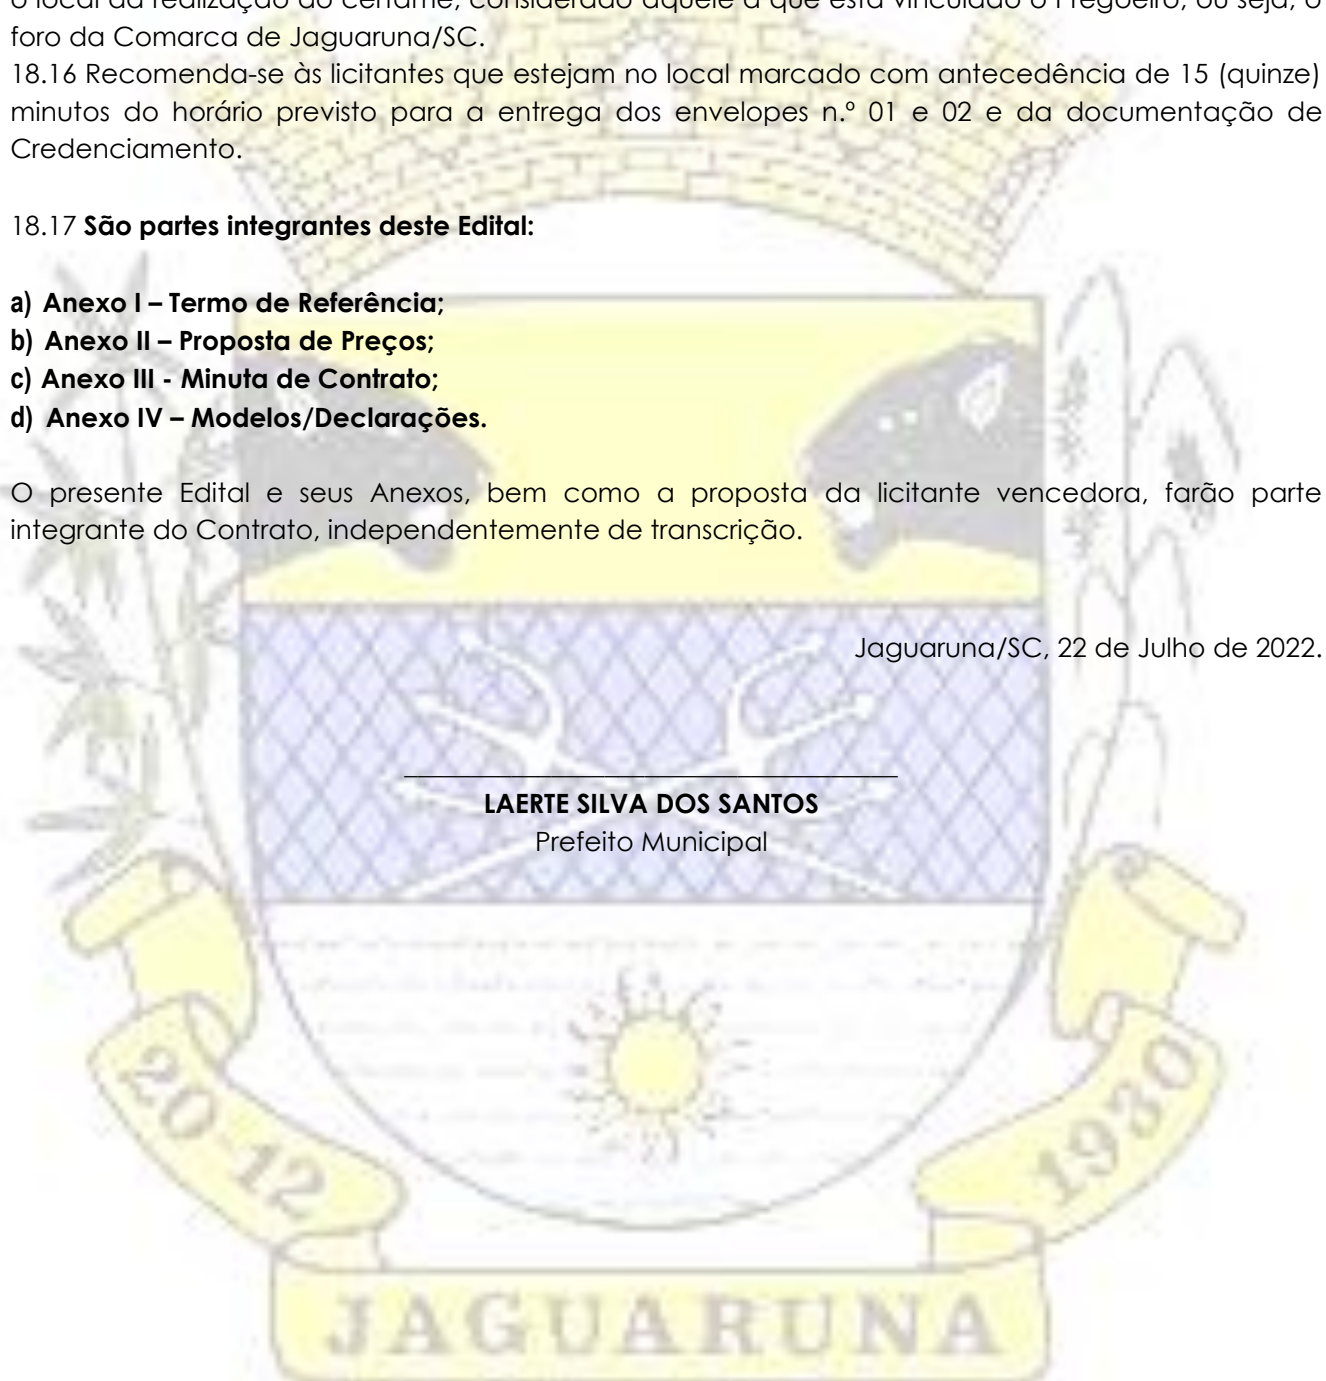 o local da realização do certame, considerado aquele a que está vinculado o Pregoeiro, ou seja, o
foro da Comarca de Jaguaruna/SC.
18.16 Recomenda-se às licitantes que estejam no local marcado com antecedência de 15 (quinze)
minutos do horário previsto para a entrega dos envelopes n.º 01 e 02 e da documentação de
Credenciamento.
18.17 São partes integrantes deste Edital:
a) Anexo I – Termo de Referência;
b) Anexo II – Proposta de Preços;
c) Anexo III - Minuta de Contrato;
d) Anexo IV – Modelos/Declarações.
O presente Edital e seus Anexos, bem como a proposta da licitante vencedora, farão parte
integrante do Contrato, independentemente de transcrição.
Jaguaruna/SC, 22 de Julho de 2022.
LAERTE SILVA DOS SANTOS
Prefeito Municipal
20-12
1930
JAGUARUNA